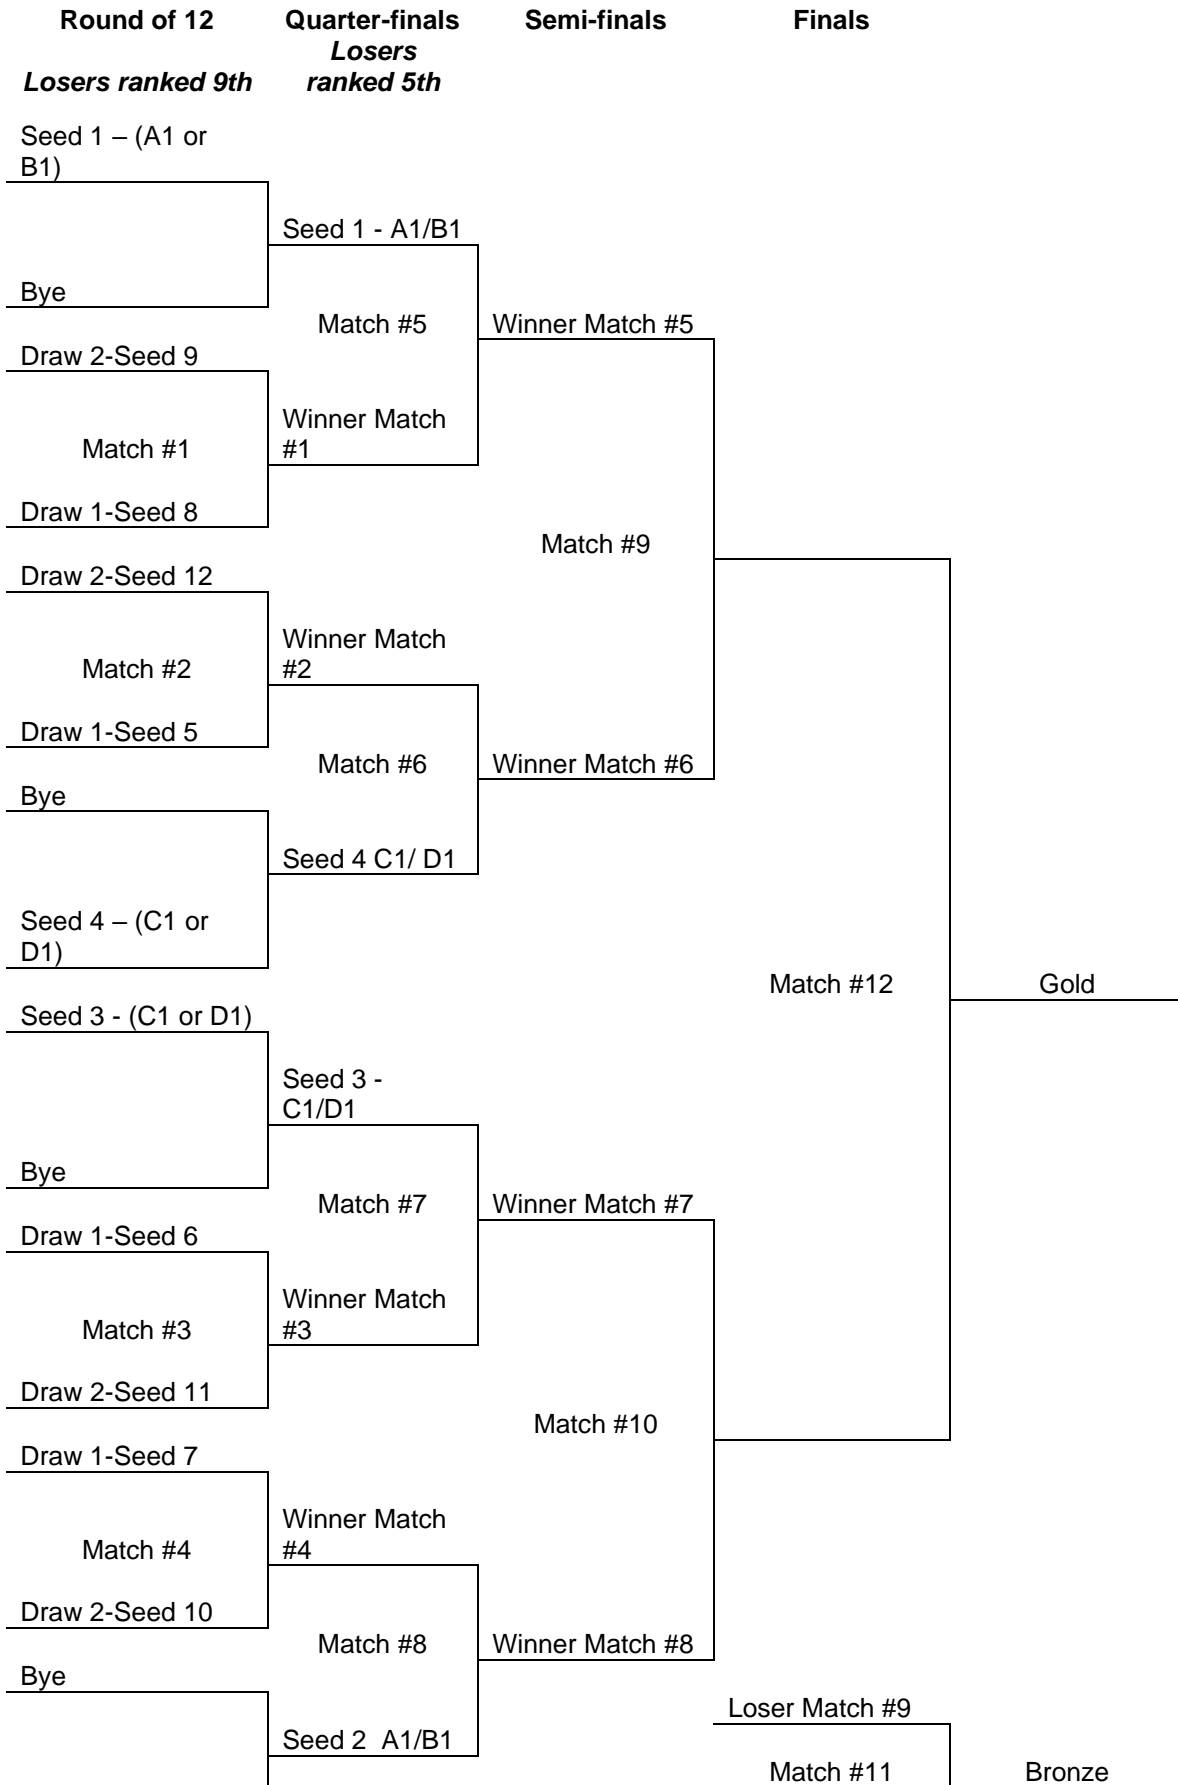 Round of 12 Quarter-finals Semi-finals Finals
Losers
Losers ranked 9th ranked 5th
Seed 1 – (A1 or
B1)
Seed 1 - A1/B1
Bye
Match #5 Winner Match #5
Draw 2-Seed 9
Winner Match
Match #1 #1
Draw 1-Seed 8
Match #9
Draw 2-Seed 12
Winner Match
Match #2 #2
Draw 1-Seed 5
Match #6 Winner Match #6
Bye
Seed 4 C1/ D1
Seed 4 – (C1 or
D1)
Match #12 Gold
Seed 3 - (C1 or D1)
Seed 3 -
C1/D1
Bye
Match #7 Winner Match #7
Draw 1-Seed 6
Winner Match
Match #3 #3
Draw 2-Seed 11
Match #10
Draw 1-Seed 7
Winner Match
Match #4 #4
Draw 2-Seed 10
Match #8 Winner Match #8
Bye
Loser Match #9
Seed 2 A1/B1
Match #11 Bronze